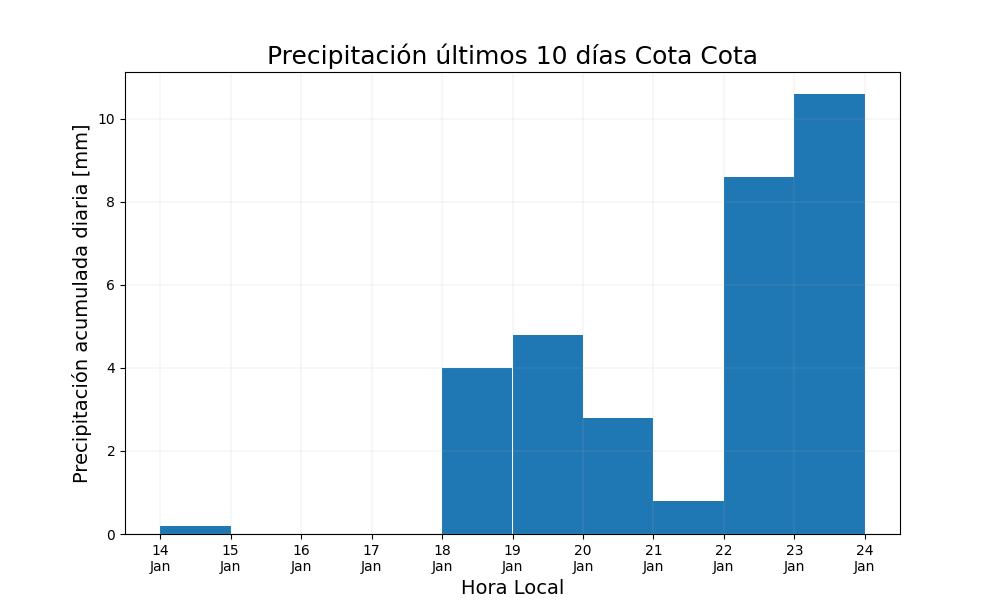 Precipitación últimos 10 días Cota Cota
Precipitación acumulada diaria [mm]
10
8
6
4
2
0
14 15 16 17 18 19 20 21 22 23 24
Jan Jan Jan Jan Jan Jan Jan Jan Jan Jan Jan
Hora Local